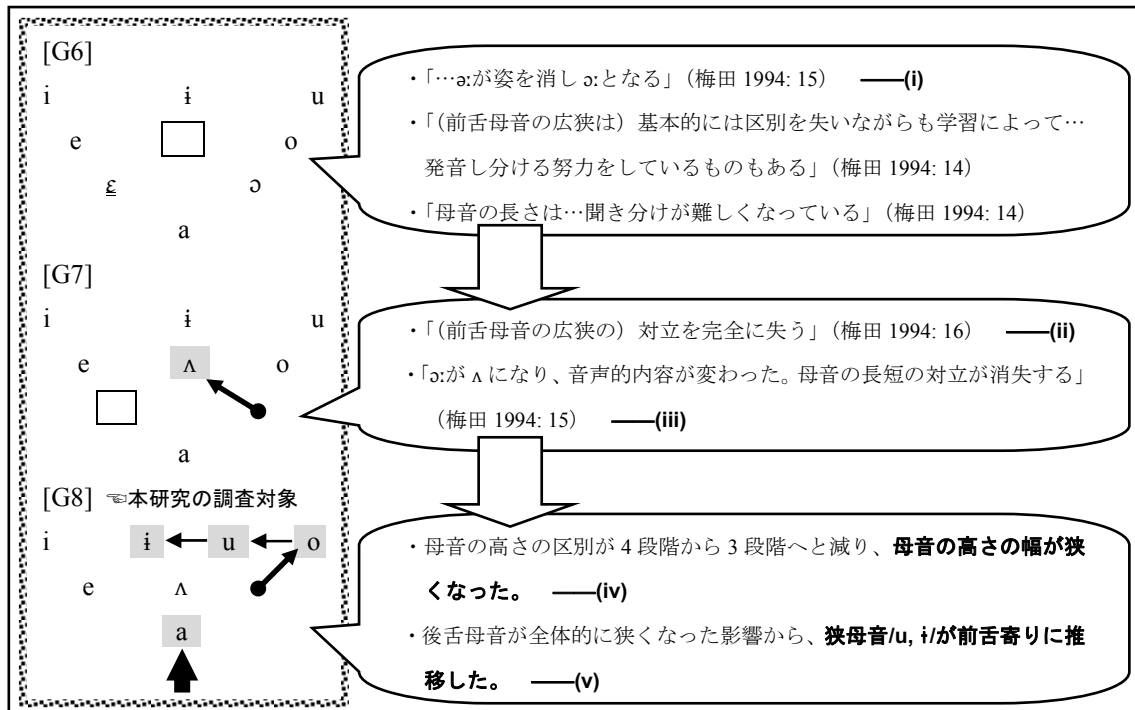 [G6]
i ɨ u
e o
ɛ ɔ
a
・「…əːが姿を消し ɔːとなる」（梅田 1994: 15） ――(i)
・「（前舌母音の広狭は）基本的には区別を失いながらも学習によって…
発音し分ける努力をしているものもある」（梅田 1994: 14）
・「母音の長さは…聞き分けが難しくなっている」（梅田 1994: 14）
[G7]
i ɨ u
e ʌ o
a
・「（前舌母音の広狭の）対立を完全に失う」（梅田 1994: 16） ――(ii)
・「ɔːが ʌ になり、音声的内容が変わった。母音の長短の対立が消失する」
（梅田 1994: 15） ――(iii)
[G8] ☜本研究の調査対象
i ɨ u o
e ʌ
a
・母音の高さの区別が 4 段階から 3 段階へと減り、母音の高さの幅が狭
くなった。 ――(iv)
・後舌母音が全体的に狭くなった影響から、狭母音/u, ɨ/が前舌寄りに推
移した。 ――(v)